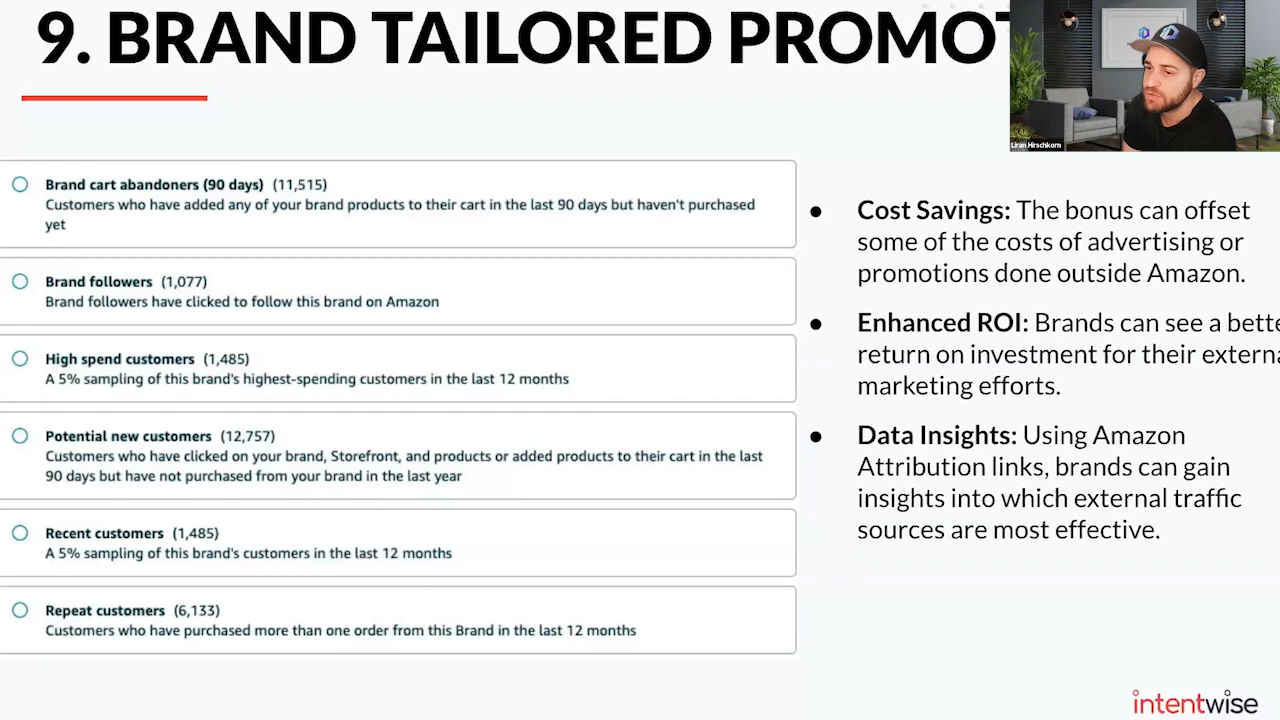 9. BRAND TAILORED PROMOT
Liran Hirschkorn
Brand cart abandoners (90 days) (11,515)
Customers who have added any of your brand products to their cart in the last 90 days but haven't purchased
yet
Brand followers (1,077)
Brand followers have clicked to follow this brand on Amazon
High spend customers (1,485)
A 5% sampling of this brand's highest-spending customers in the last 12 months
Potential new customers (12,757)
Customers who have clicked on your brand, Storefront, and products or added products to their cart in the last
90 days but have not purchased from your brand in the last year
Recent customers (1,485)
A 5% sampling of this brand's customers in the last 12 months
Repeat customers (6,133)
Customers who have purchased more than one order from this Brand in the last 12 months
● Cost Savings: The bonus can offset
some of the costs of advertising or
promotions done outside Amazon.
● Enhanced ROI: Brands can see a bette
return on investment for their externa
marketing efforts.
● Data Insights: Using Amazon
Attribution links, brands can gain
insights into which external traffic
sources are most effective.
intentwise